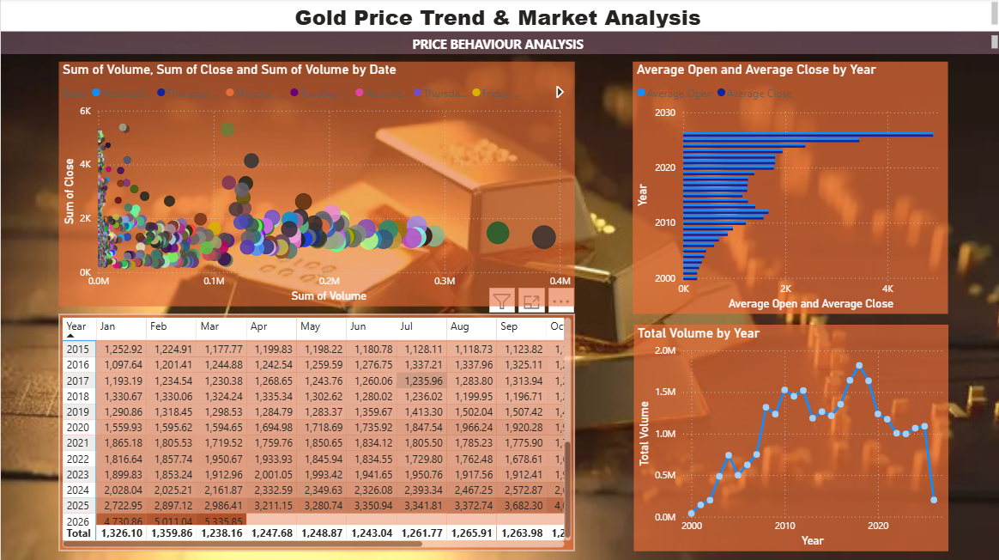 Gold Price Trend & Market Analysis
PRICE BEHAVIOUR ANALYSIS
Sum of Volume, Sum of Close and Sum of Volume by Date
Thursda... Friday ...
6K
4K
2K
0K
Sum of Close
0.0M 0.1M 0.2M 0.3M 0.4M
Sum of Volume
Average Open and Average Close by Year
Average Open Average Close
2030
2020
2010
2000
Year
0K 2K 4K
Average Open and Average Close
Year Jan Feb Mar Apr May Jun Jul Aug Sep Oc
2015 1,252.92 1,224.91 1,177.77 1,199.83 1,198.22 1,180.78 1,128.11 1,118.73 1,123.82 1,
2016 1,097.64 1,201.41 1,244.88 1,242.54 1,259.59 1,276.75 1,337.21 1,337.96 1,325.11 1,
2017 1,193.19 1,234.54 1,230.38 1,268.65 1,243.76 1,260.06 1,235.96 1,283.80 1,313.94 1,
2018 1,330.67 1,330.06 1,324.24 1,335.34 1,302.62 1,280.02 1,236.02 1,199.95 1,196.71 1,
2019 1,290.86 1,318.45 1,298.53 1,284.79 1,283.37 1,359.67 1,413.30 1,502.04 1,507.42 1,
2020 1,559.93 1,595.62 1,594.65 1,694.98 1,718.69 1,735.92 1,847.54 1,966.24 1,920.28 1,
2021 1,865.18 1,805.53 1,719.52 1,759.76 1,850.65 1,834.12 1,805.50 1,785.23 1,775.90 1,
2022 1,816.64 1,857.74 1,950.67 1,933.93 1,845.94 1,834.55 1,729.80 1,762.48 1,678.61 1,
2023 1,899.83 1,853.24 1,912.96 2,001.05 1,993.42 1,941.65 1,950.76 1,917.56 1,912.41 1,
2024 2,028.04 2,025.21 2,161.87 2,332.59 2,349.63 2,326.08 2,393.34 2,467.25 2,572.87 2,
2025 2,722.95 2,897.12 2,986.41 3,211.15 3,280.74 3,350.94 3,341.81 3,372.74 3,682.30 4,
2026 4,730.86 5,011.04 5,335.85
Total 1,326.10 1,359.86 1,238.16 1,247.68 1,248.87 1,243.04 1,261.77 1,265.91 1,263.98 1,2
Total Volume by Year
2.0M
1.5M
1.0M
0.5M
0.0M
Total Volume
2000 2010 2020
Year